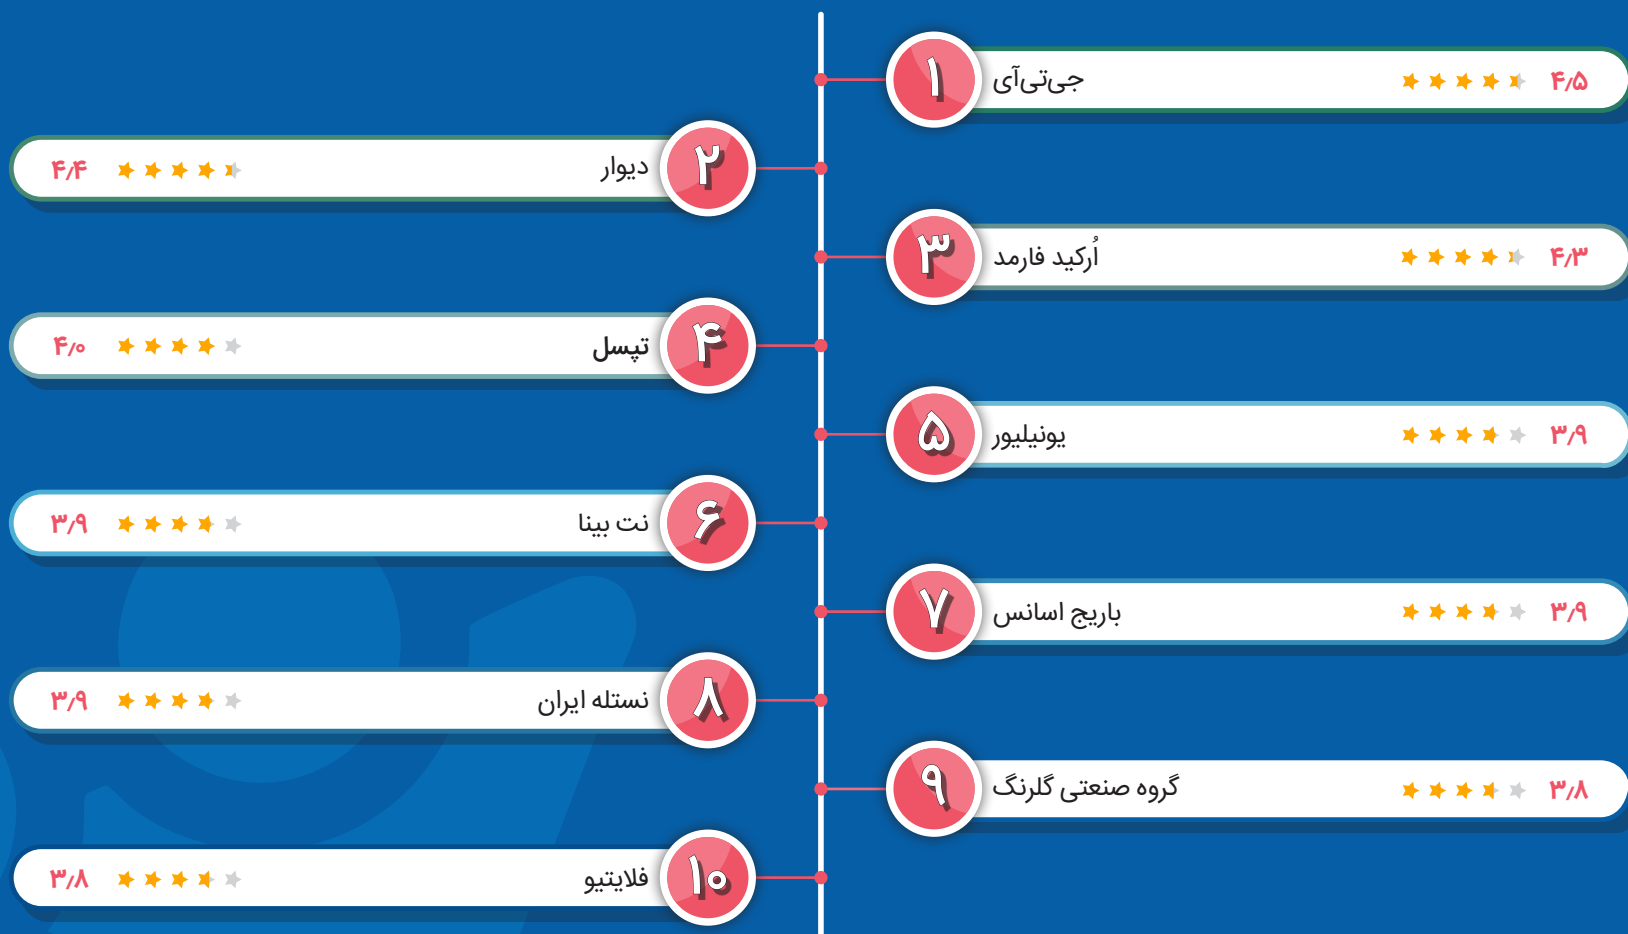 ۱ جی‌تی‌آی ۴٫۵
۲ دیوار ۴٫۴
۳ اُرکید فارمد ۴٫۳
۴ تپسل ۴٫۰
۵ یونیلیور ۳٫۹
۶ نت بینا ۳٫۹
۷ باریج اسانس ۳٫۹
۸ نستله ایران ۳٫۹
۹ گروه صنعتی گلرنگ ۳٫۸
۱۰ فلایتیو ۳٫۸